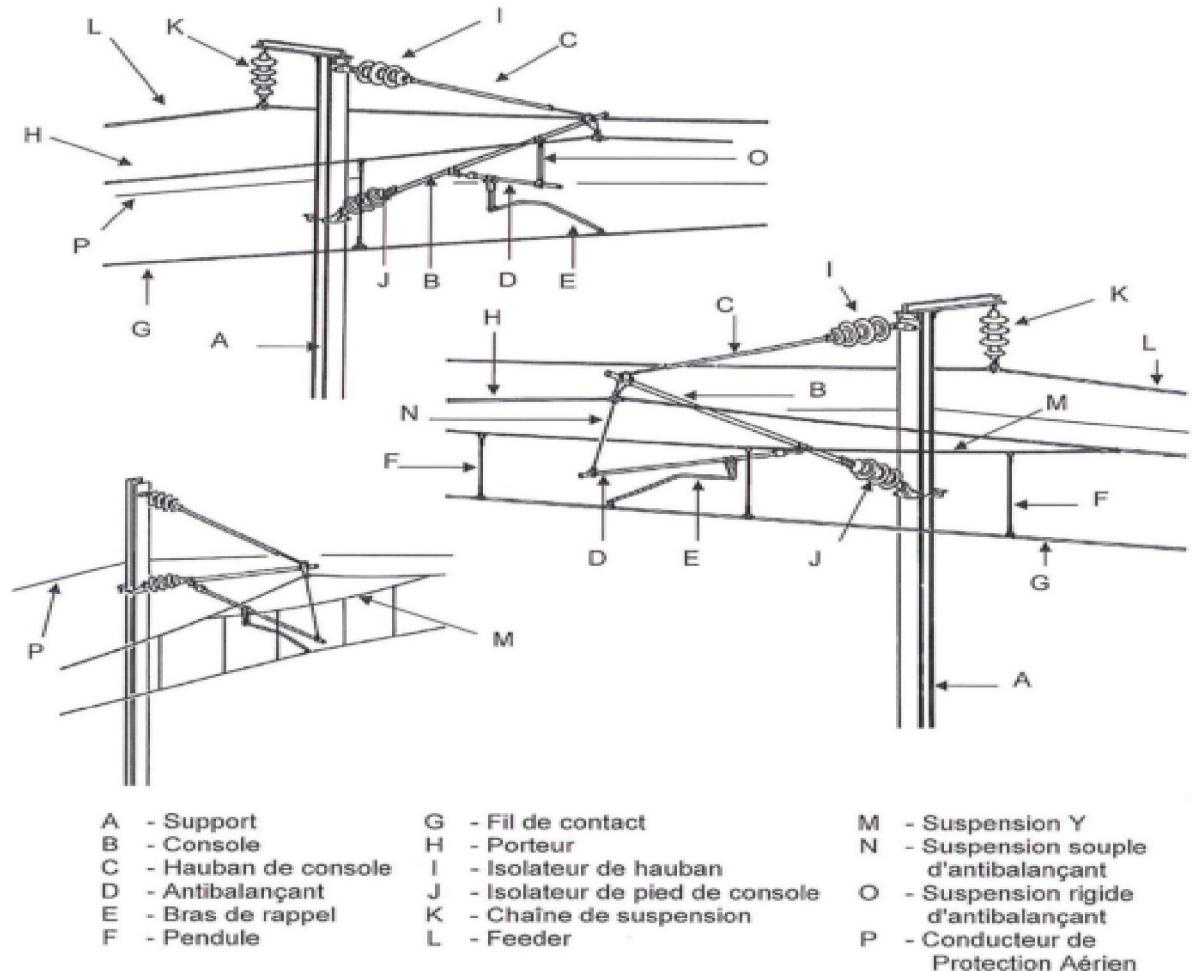 I
L
K
C
H
O
P
J
B
D
E
G
A
I
K
C
H
L
B
M
N
F
F
D
E
J
G
P
M
A
A - Support
B - Console
C - Hauban de console
D - Antibalançant
E - Bras de rappel
F - Pendule
G - Fil de contact
H - Porteur
I - Isolateur de hauban
J - Isolateur de pied de console
K - Chaîne de suspension
L - Feeder
M - Suspension Y
N - Suspension souple
d'antibalançant
O - Suspension rigide
d'antibalançant
P - Conducteur de
Protection Aérien